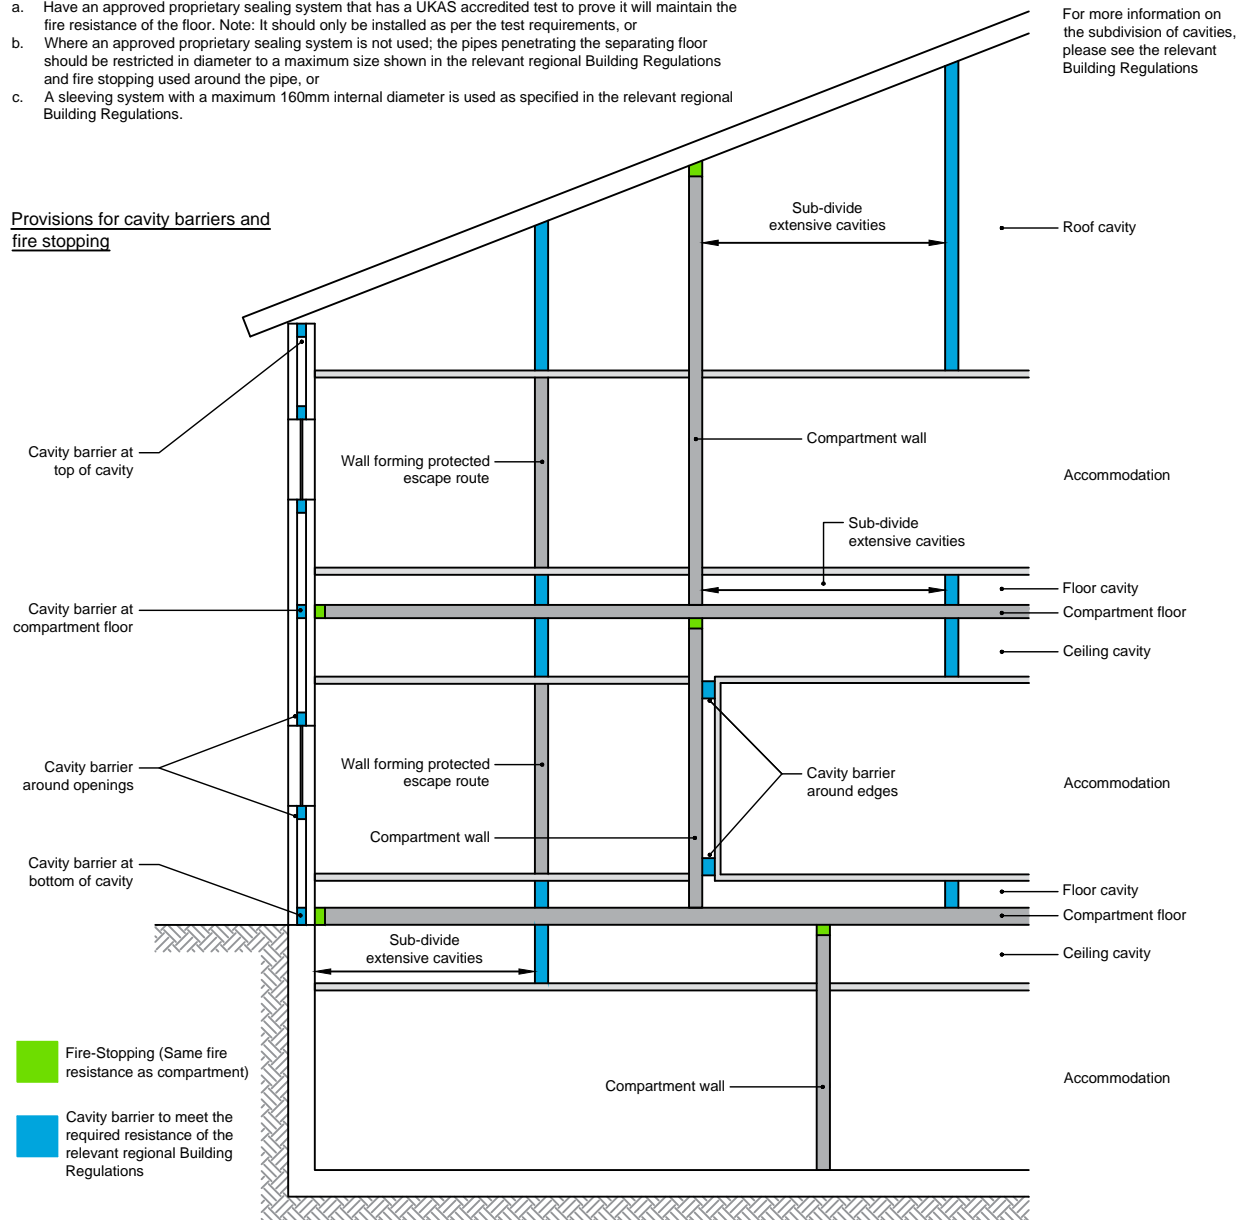 a. Have an approved proprietary sealing system that has a UKAS accredited test to prove it will maintain the
fire resistance of the floor. Note: It should only be installed as per the test requirements, or
b. Where an approved proprietary sealing system is not used; the pipes penetrating the separating floor
should be restricted in diameter to a maximum size shown in the relevant regional Building Regulations
and fire stopping used around the pipe, or
c. A sleeving system with a maximum 160mm internal diameter is used as specified in the relevant regional
Building Regulations.
For more information on
the subdivision of cavities,
please see the relevant
Building Regulations
Provisions for cavity barriers and
fire stopping
Sub-divide
extensive cavities
Roof cavity
Cavity barrier at
top of cavity
Wall forming protected
escape route
Compartment wall
Accommodation
Sub-divide
extensive cavities
Floor cavity
Cavity barrier at
compartment floor
Compartment floor
Ceiling cavity
Cavity barrier
around openings
Wall forming protected
escape route
Cavity barrier
around edges
Accommodation
Compartment wall
Cavity barrier at
bottom of cavity
Floor cavity
Compartment floor
Sub-divide
extensive cavities
Ceiling cavity
Fire-Stopping (Same fire
resistance as compartment)
Compartment wall
Accommodation
Cavity barrier to meet the
required resistance of the
relevant regional Building
Regulations